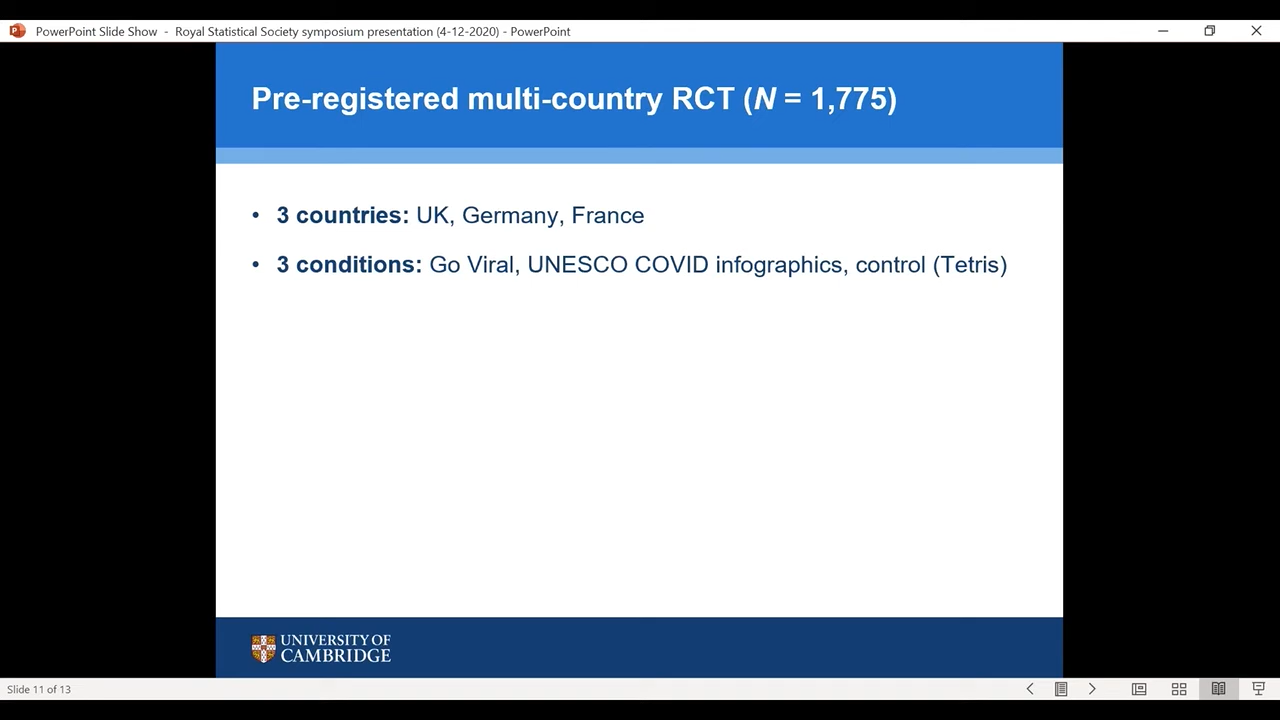 PowerPoint Slide Show - Royal Statistical Society symposium presentation (4-12-2020) - PowerPoint
Pre-registered multi-country RCT (N = 1,775)
• 3 countries: UK, Germany, France
• 3 conditions: Go Viral, UNESCO COVID infographics, control (Tetris)
UNIVERSITY OF
CAMBRIDGE
Slide 11 of 13